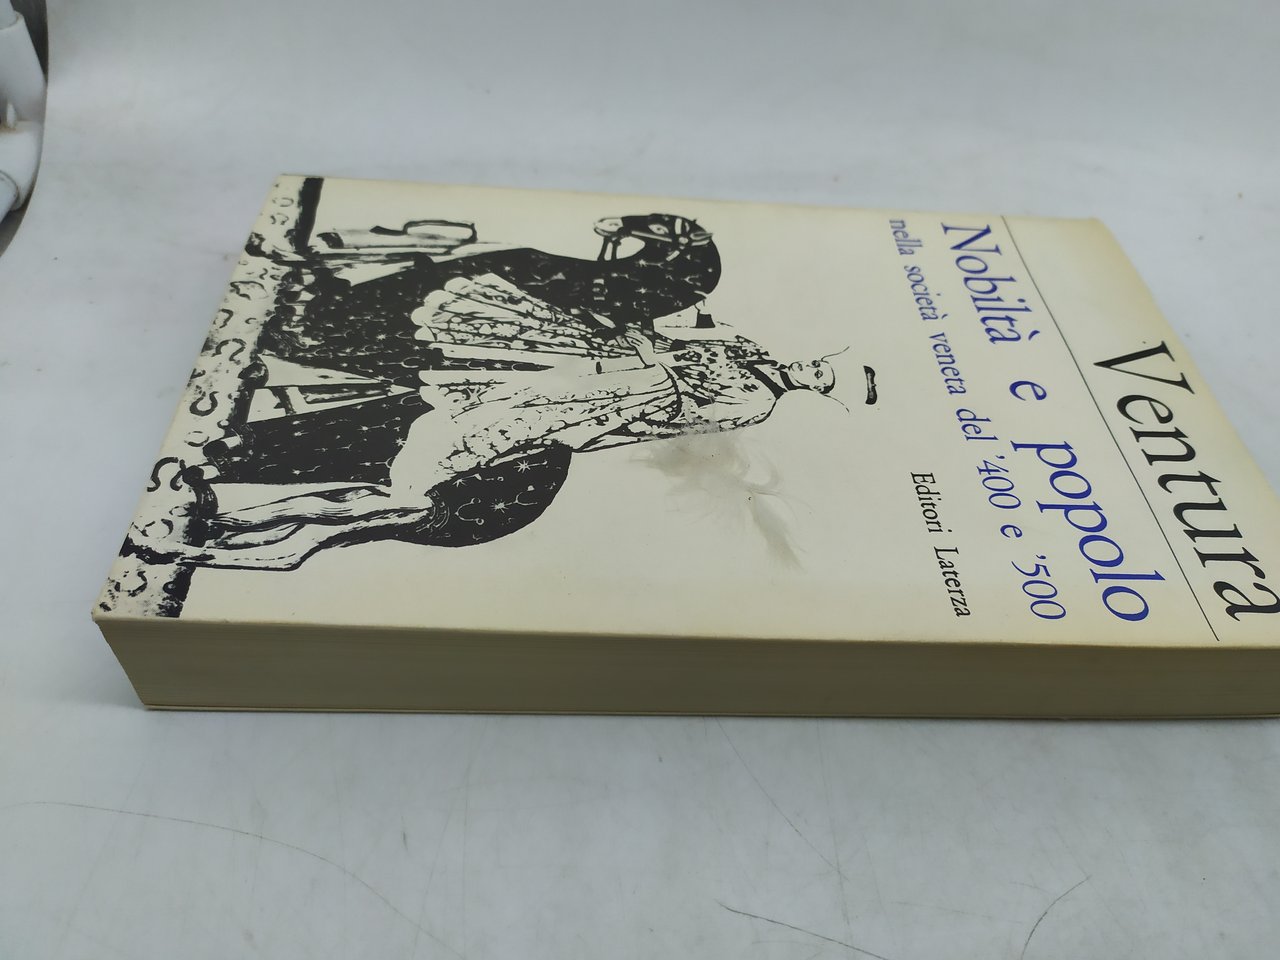 Ventura
Nobiltà e popolo
nella società veneta del '400 e '500
Editori Laterza